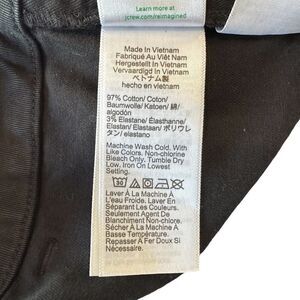 Learn more at
jcrew.com/reimagined
Made In Vietnam
Fabriqué Au Việt Nam
Hergestellt In Vietnam
Vervaardigd In Vietnam
ベトナム製
hecho en vietnam
97% Cotton/ Coton/
Baumwolle/ Katoen/ 綿/
algodón
3% Elastane/ Élasthanne/
Elastan/ Elastaan/ ポリウレ
タン/ elastano
Machine Wash Cold. With
Like Colors. Non-chlorine
Bleach Only. Tumble Dry
Low, Iron On Lowest
Setting.
Laver À La Machine À
L'eau Froide. Laver En
Séparant Les Couleurs.
Seulement Agent De
Blanchiment Non-Chloré.
Sécher À La Machine À
Basse Température.
Repasser À Fer Doux Si
Nécessaire.